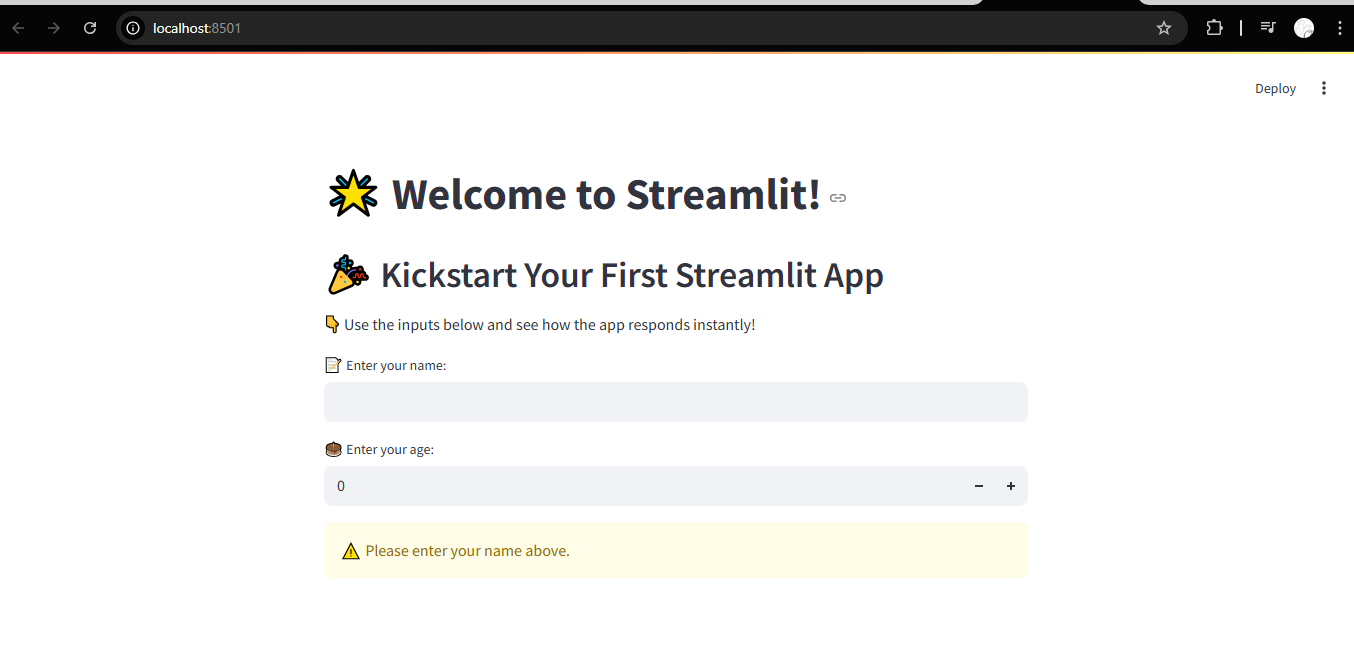 localhost:8501
Deploy
🌟 Welcome to Streamlit!
🎉 Kickstart Your First Streamlit App
👇 Use the inputs below and see how the app responds instantly!
📝 Enter your name:
🎂 Enter your age:
0
⚠️ Please enter your name above.